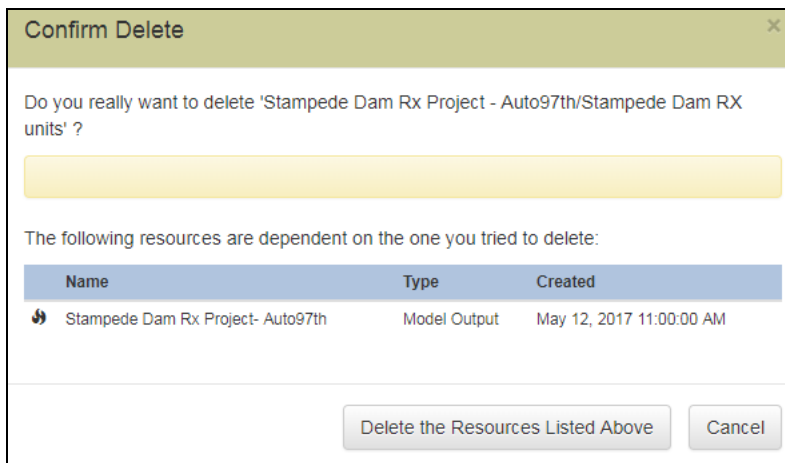 Confirm Delete ×
Do you really want to delete 'Stampede Dam Rx Project - Auto97th/Stampede Dam RX
units' ?
The following resources are dependent on the one you tried to delete:
Name Type Created
Stampede Dam Rx Project- Auto97th Model Output May 12, 2017 11:00:00 AM
Delete the Resources Listed Above Cancel